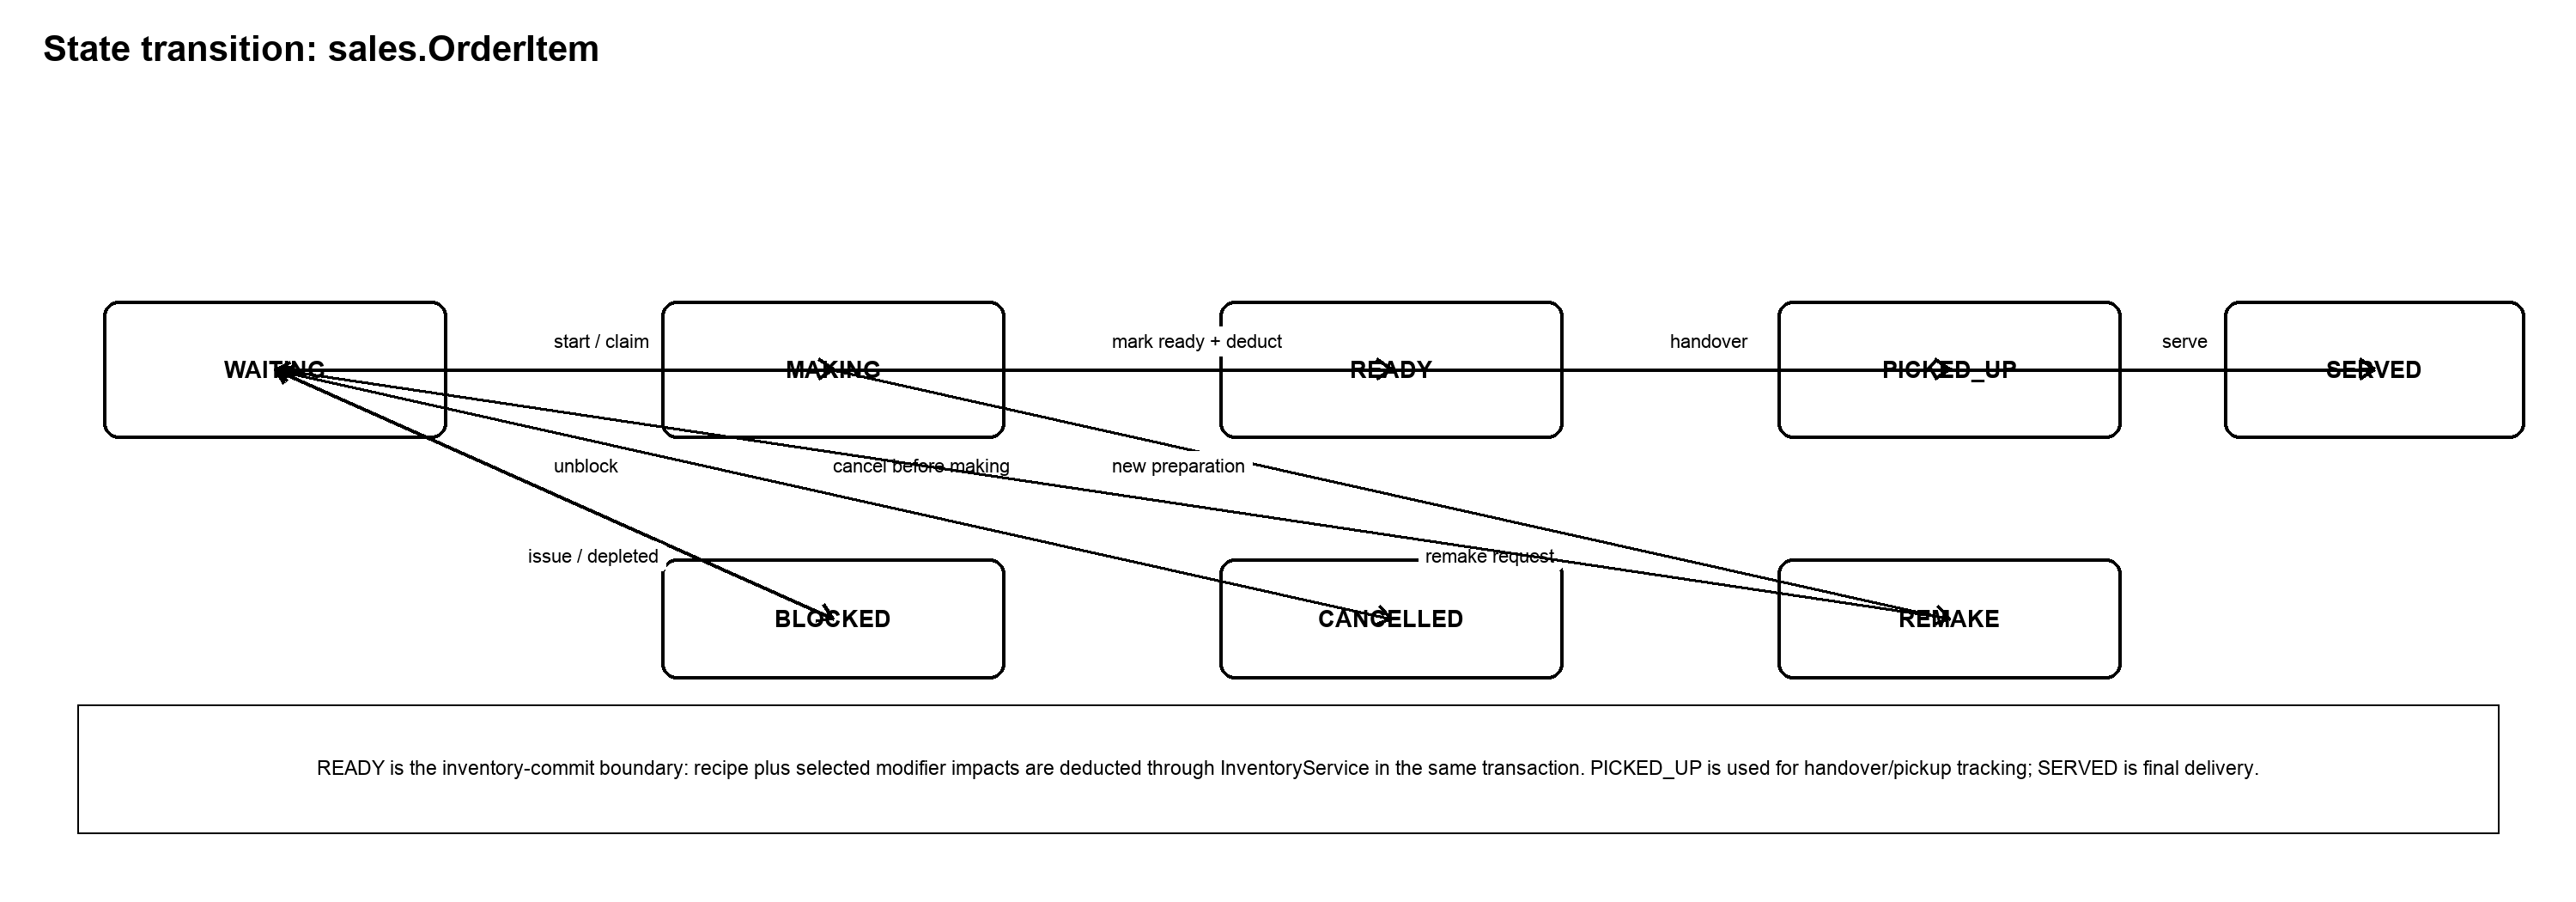 State transition: sales.OrderItem
start / claim
mark ready + deduct
handover
serve
WAITING
MAKING
READY
PICKED_UP
SERVED
unblock
cancel before making
new preparation
issue / depleted
remake request
BLOCKED
CANCELLED
REMAKE
READY is the inventory-commit boundary: recipe plus selected modifier impacts are deducted through InventoryService in the same transaction. PICKED_UP is used for handover/pickup tracking; SERVED is final delivery.